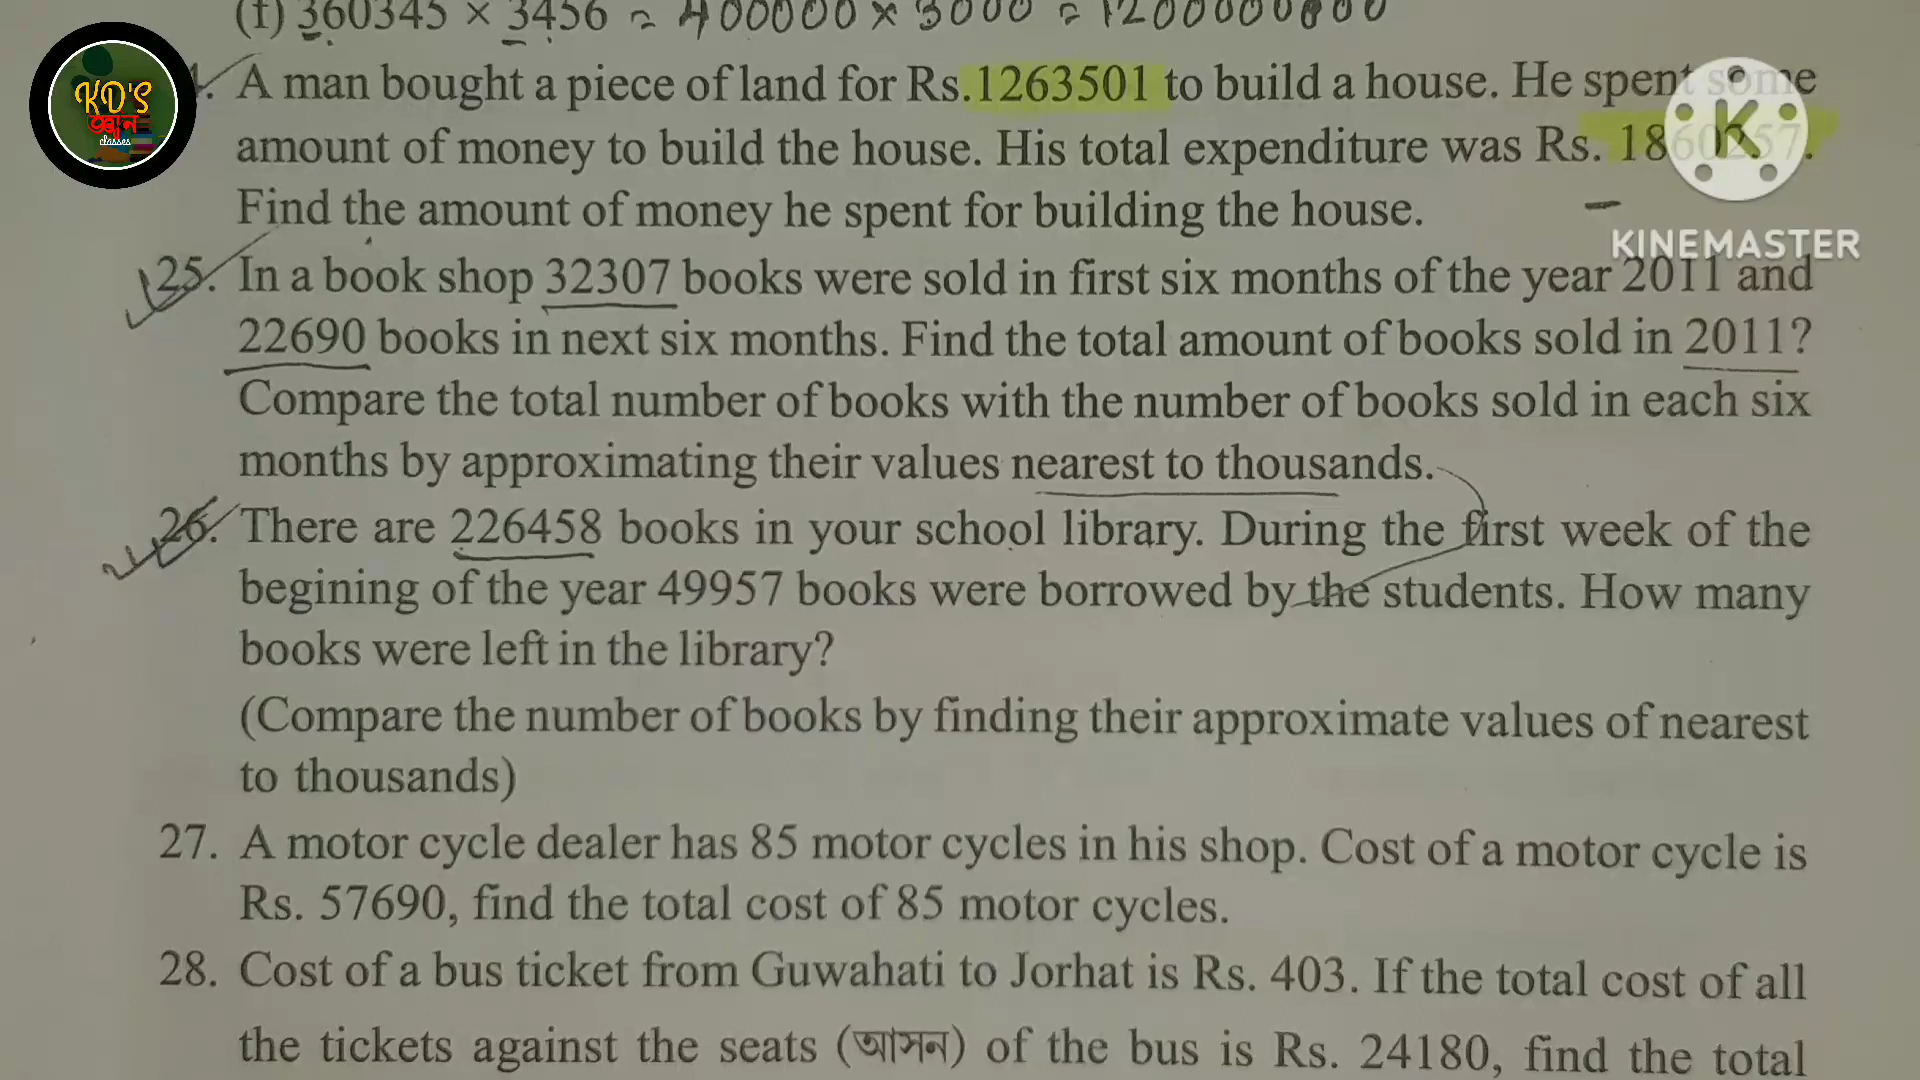 (f) 360345 × 3456 = 400000 × 3000 = 1200000000
KD'S
জ্ঞান
classes
A man bought a piece of land for Rs.1263501 to build a house. He spent some
amount of money to build the house. His total expenditure was Rs. 1860257.
Find the amount of money he spent for building the house.
K
KINEMASTER
25. In a book shop 32307 books were sold in first six months of the year 2011 and
22690 books in next six months. Find the total amount of books sold in 2011?
Compare the total number of books with the number of books sold in each six
months by approximating their values nearest to thousands.
26. There are 226458 books in your school library. During the first week of the
begining of the year 49957 books were borrowed by the students. How many
books were left in the library?
(Compare the number of books by finding their approximate values of nearest
to thousands)
27. A motor cycle dealer has 85 motor cycles in his shop. Cost of a motor cycle is
Rs. 57690, find the total cost of 85 motor cycles.
28. Cost of a bus ticket from Guwahati to Jorhat is Rs. 403. If the total cost of all
the tickets against the seats (আসন) of the bus is Rs. 24180, find the total